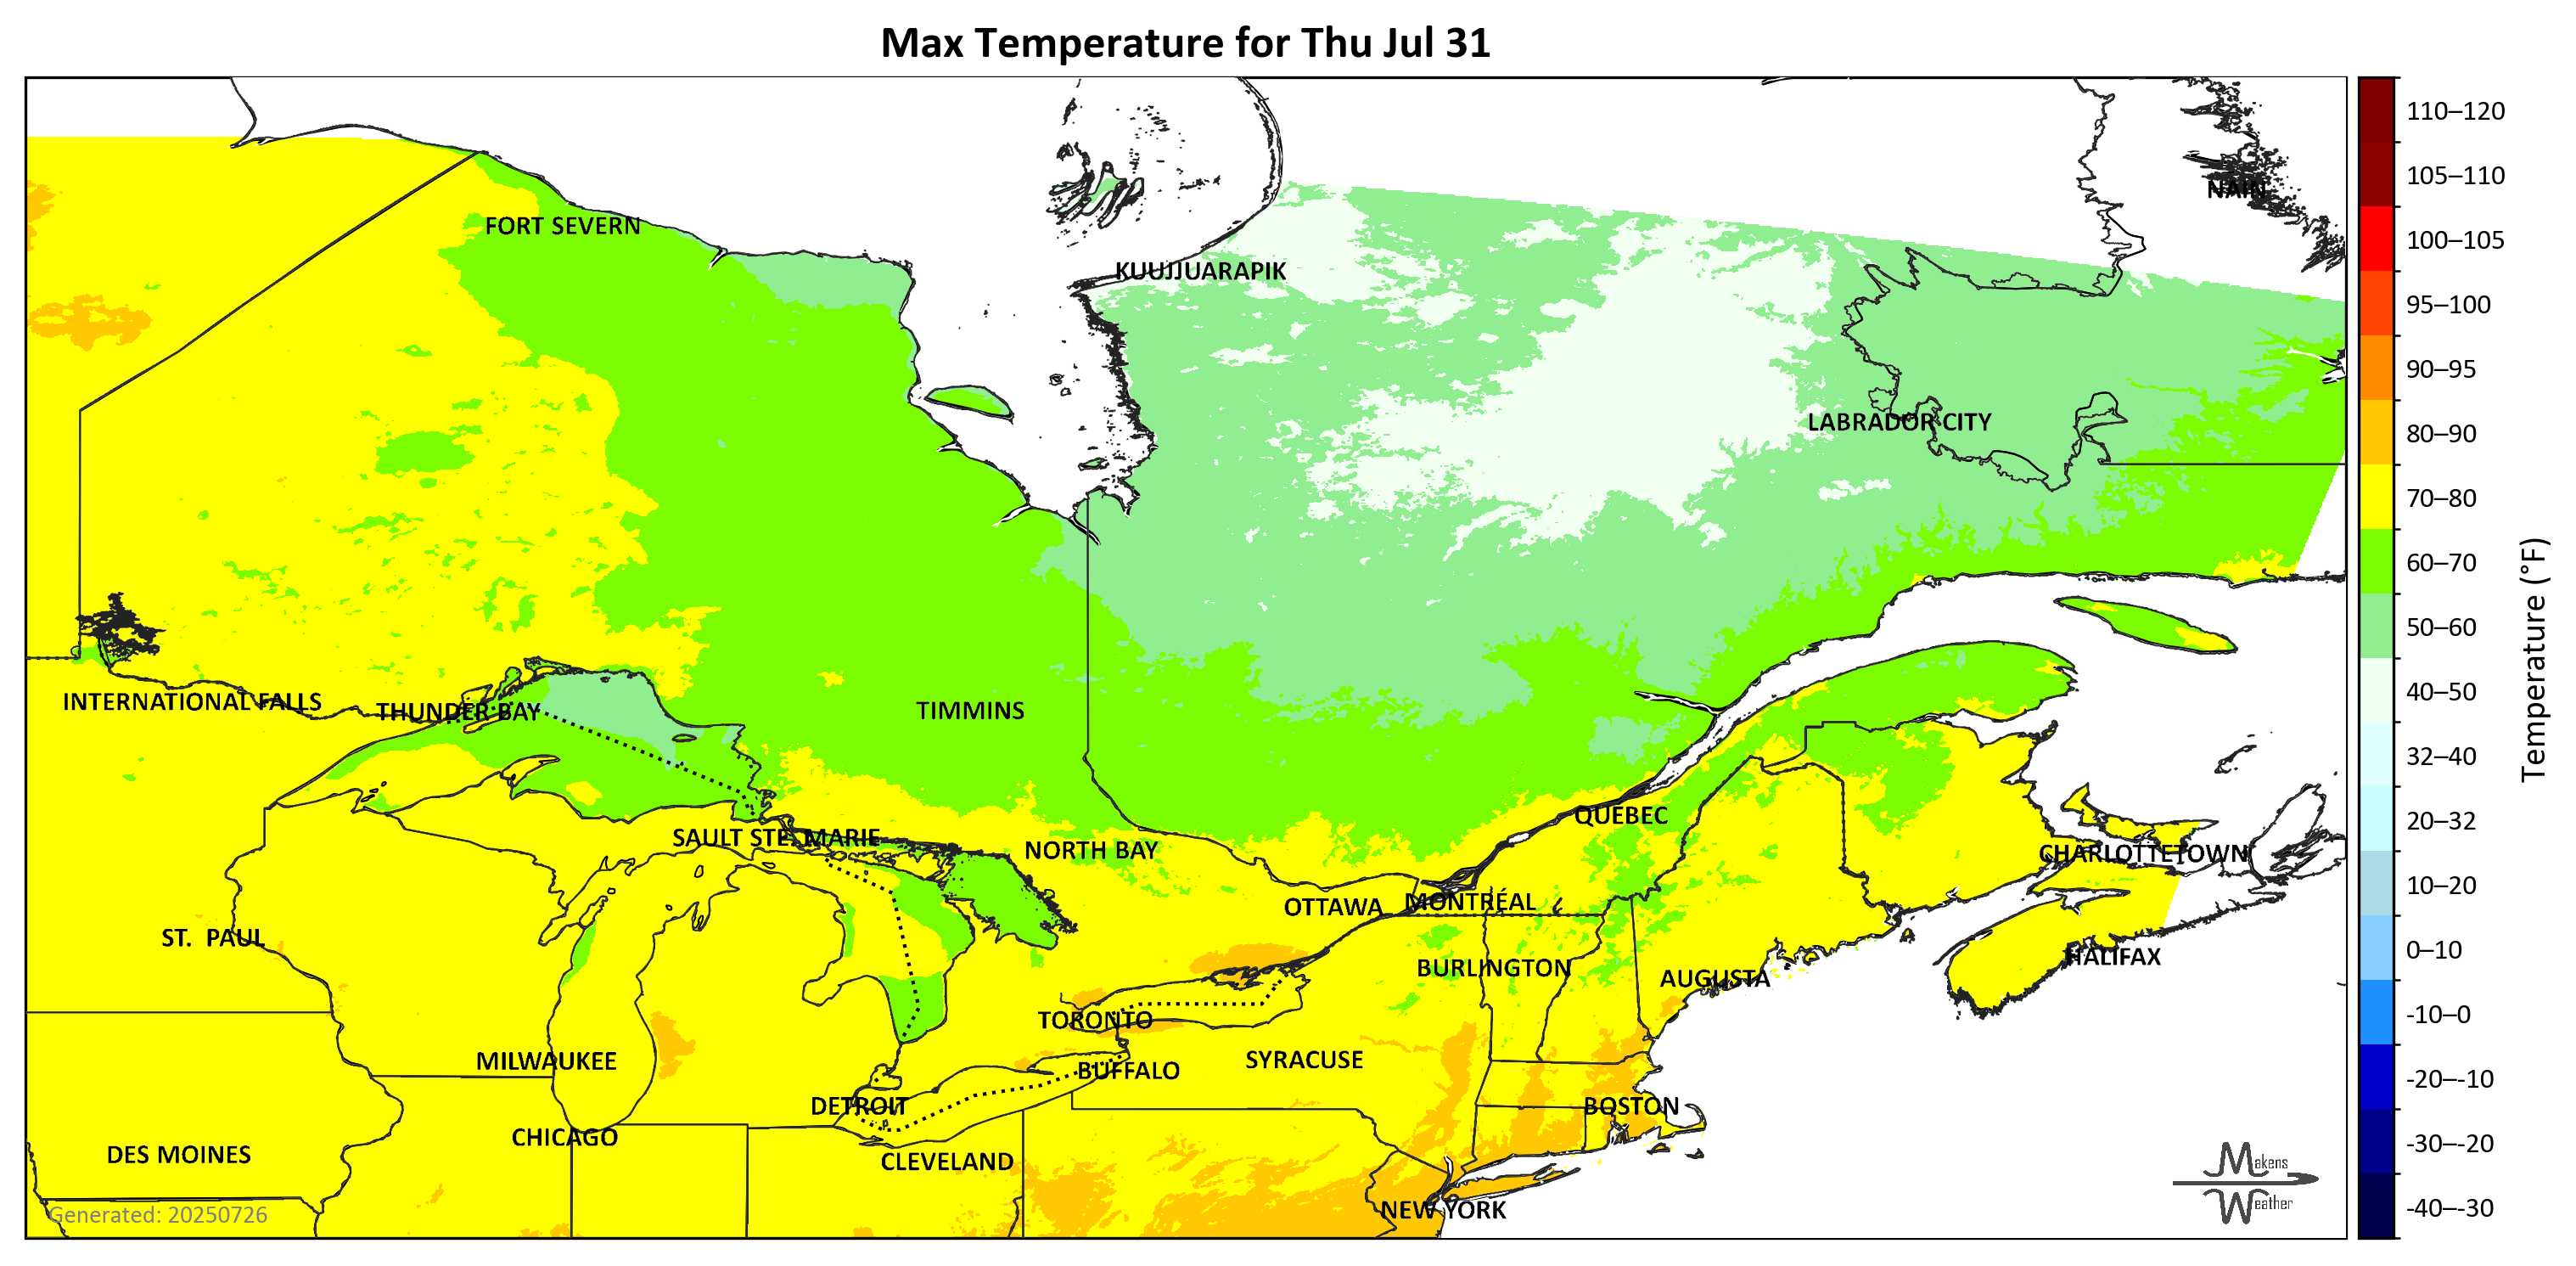 Max Temperature for Thu Jul 31
NAIN
FORT SEVERN
KUUJJUARAPIK
LABRADOR CITY
INTERNATIONAL FALLS
THUNDER BAY
TIMMINS
QUÉBEC
SAULT STE. MARIE
NORTH BAY
CHARLOTTETOWN
OTTAWA
MONTRÉAL
ST.  PAUL
HALIFAX
BURLINGTON
AUGUSTA
TORONTO
MILWAUKEE
SYRACUSE
BUFFALO
DETROIT
BOSTON
CHICAGO
DES MOINES
CLEVELAND
NEW YORK
Generated: 20250726
Makens
Weather
110–120
105–110
100–105
95–100
90–95
80–90
70–80
60–70
50–60
40–50
32–40
20–32
10–20
0–10
-10–0
-20–-10
-30–-20
-40–-30
Temperature (°F)